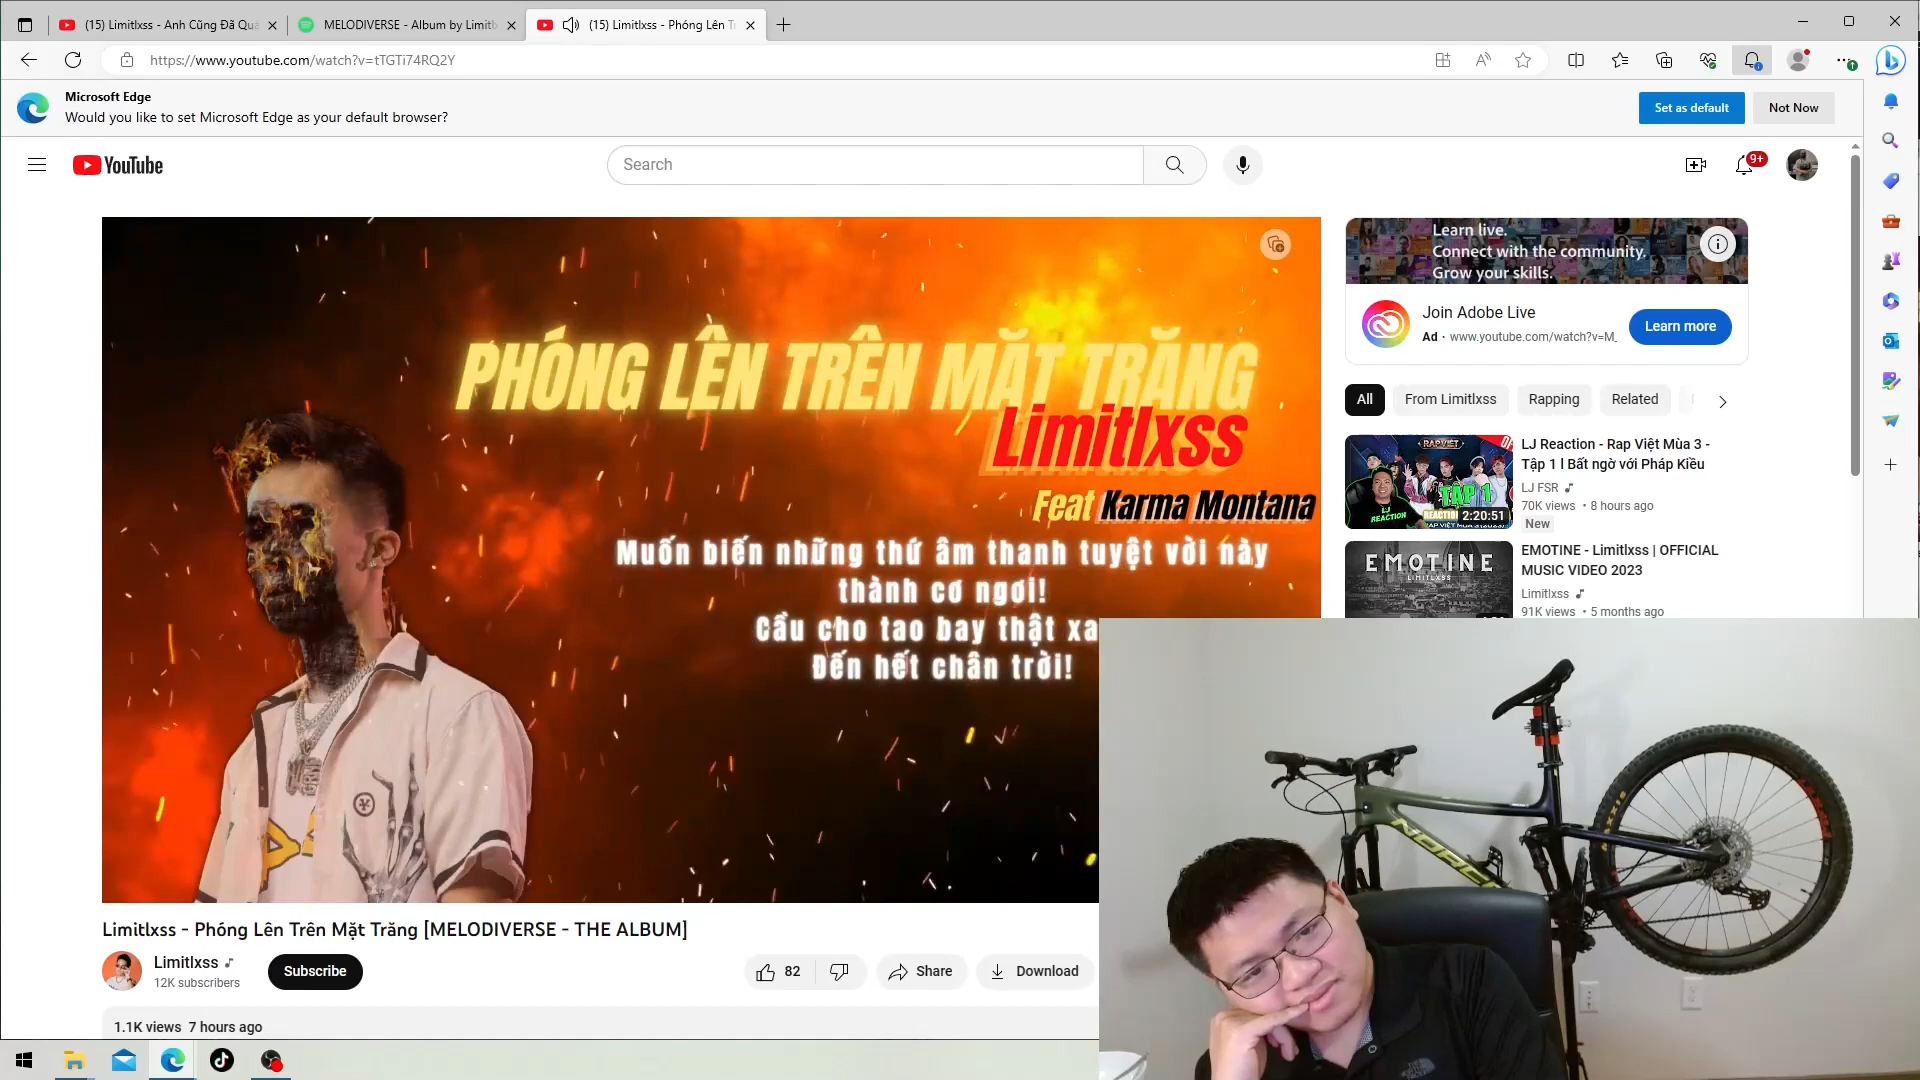 (15) Limitlxss - Anh Cũng Đã Quá
MELODIVERSE - Album by Limitl
(15) Limitlxss - Phóng Lên T
https://www.youtube.com/watch?v=tTGTi74RQ2Y
Microsoft Edge
Would you like to set Microsoft Edge as your default browser?
Set as default
Not Now
YouTube
Search
9+
PHÓNG LÊN TRÊN MẶT TRĂNG
Limitlxss
Feat Karma Montana
Muốn biến những thứ âm thanh tuyệt vời này
thành cơ ngơi!
Cầu cho tao bay thật xa
Đến hết chân trời!
Learn live.
Connect with the community.
Grow your skills.
Join Adobe Live
Ad · www.youtube.com/watch?v=M_
Learn more
All
From Limitlxss
Rapping
Related
RAP VIỆT
LJ
REACTION
TẬP 1
2:20:51
LJ Reaction - Rap Việt Mùa 3 -
Tập 1 l Bất ngờ với Pháp Kiều
LJ FSR
70K views • 8 hours ago
New
EMOTINE
LIMITLXSS
EMOTINE - Limitlxss | OFFICIAL
MUSIC VIDEO 2023
Limitlxss
91K views • 5 months ago
Limitlxss - Phóng Lên Trên Mặt Trăng [MELODIVERSE - THE ALBUM]
Limitlxss
12K subscribers
Subscribe
82
Share
Download
1.1K views 7 hours ago
MAXXIS